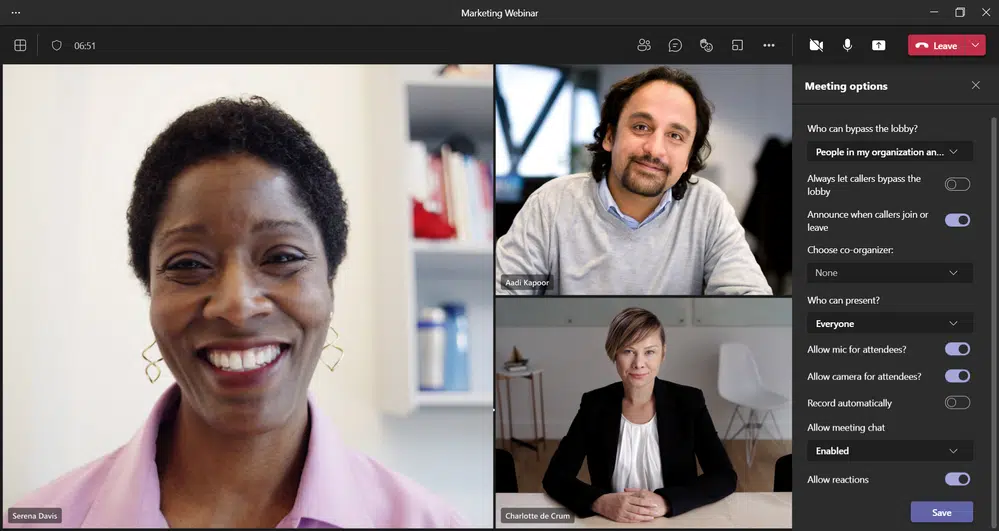 Marketing Webinar
06:51
Leave
Meeting options
Who can bypass the lobby?
People in my organization an...
Always let callers bypass the
lobby
Announce when callers join or
leave
Choose co-organizer:
None
Who can present?
Everyone
Allow mic for attendees?
Allow camera for attendees?
Record automatically
Allow meeting chat
Enabled
Allow reactions
Save
Aadi Kapoor
Serena Davis
Charlotte de Crum